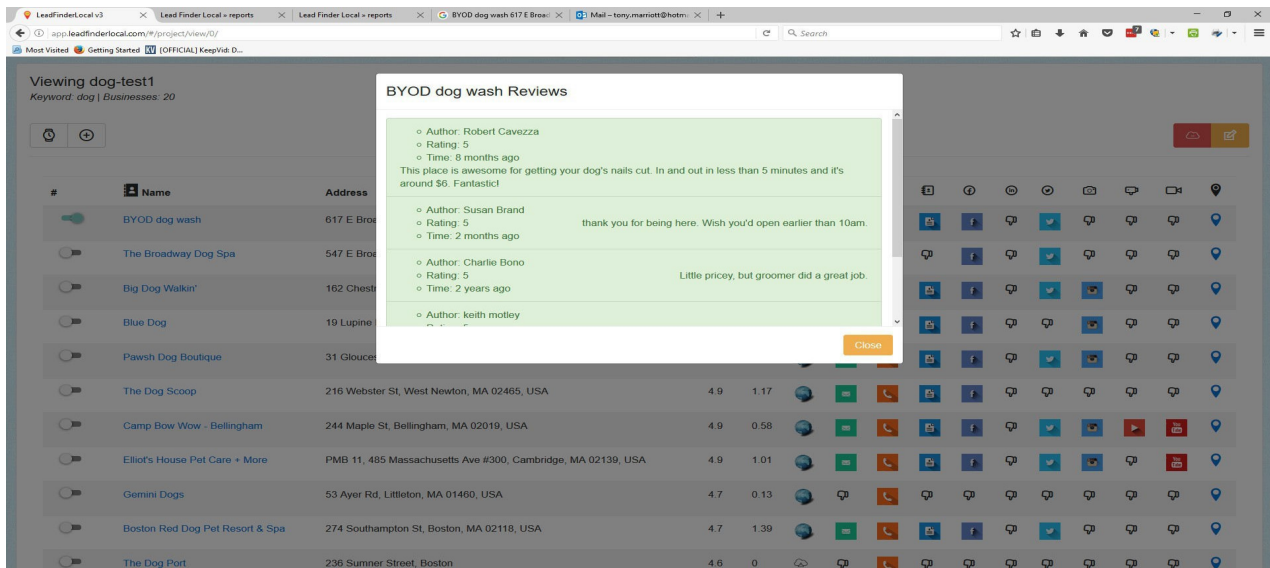 LeadFinderLocal v3
Lead Finder Local » reports
Lead Finder Local » reports
BYOD dog wash 617 E Broad
Mail – tony.marriott@hotm
app.leadfinderlocal.com/#/project/view/0/
Search
Most Visited
Getting Started
[OFFICIAL] KeepVid: D...
Viewing dog-test1
Keyword: dog | Businesses: 20
BYOD dog wash Reviews
Author: Robert Cavezza
Rating: 5
Time: 8 months ago
This place is awesome for getting your dog's nails cut. In and out in less than 5 minutes and it's
around $6. Fantastic!
Author: Susan Brand
Rating: 5
thank you for being here. Wish you'd open earlier than 10am.
Time: 2 months ago
Author: Charlie Bono
Rating: 5
Little pricey, but groomer did a great job.
Time: 2 years ago
Author: keith motley
Close
# Name Address
BYOD dog wash 617 E Broa
The Broadway Dog Spa 547 E Broa
Big Dog Walkin' 162 Chest
Blue Dog 19 Lupine
Pawsh Dog Boutique 31 Glouces
The Dog Scoop 216 Webster St, West Newton, MA 02465, USA 4.9 1.17
Camp Bow Wow - Bellingham 244 Maple St, Bellingham, MA 02019, USA 4.9 0.58
Elliot's House Pet Care + More PMB 11, 485 Massachusetts Ave #300, Cambridge, MA 02139, USA 4.9 1.01
Gemini Dogs 53 Ayer Rd, Littleton, MA 01460, USA 4.7 0.13
Boston Red Dog Pet Resort & Spa 274 Southampton St, Boston, MA 02118, USA 4.7 1.39
The Dog Port 236 Sumner Street, Boston 4.6 0